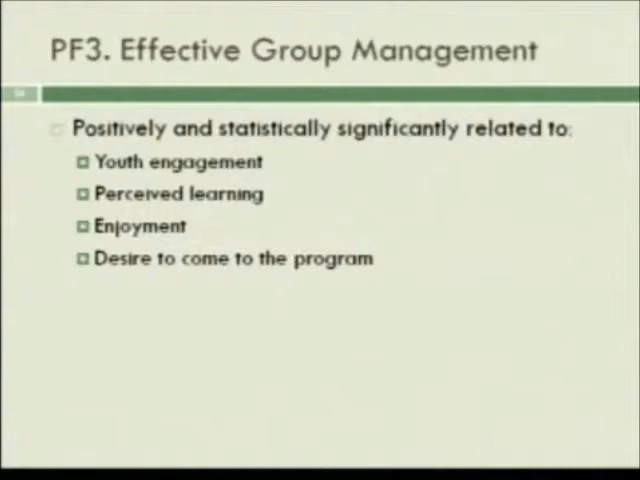 PF3. Effective Group Management
Positively and statistically significantly related to:
Youth engagement
Perceived learning
Enjoyment
Desire to come to the program